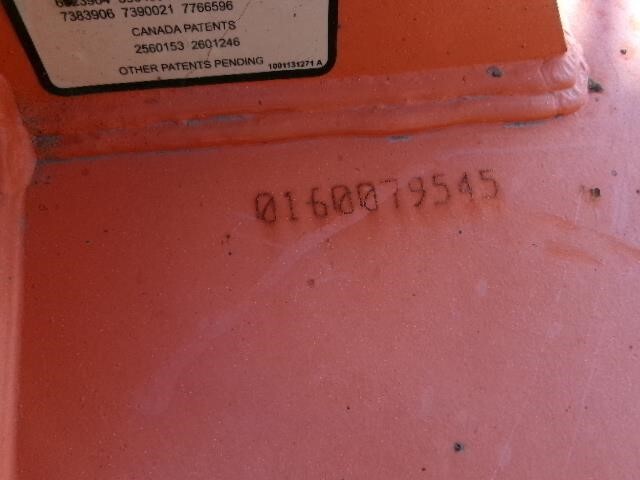 7383906 7390021 7766596
CANADA PATENTS
2560153 2601246
OTHER PATENTS PENDING 1001131271 A
0160079545